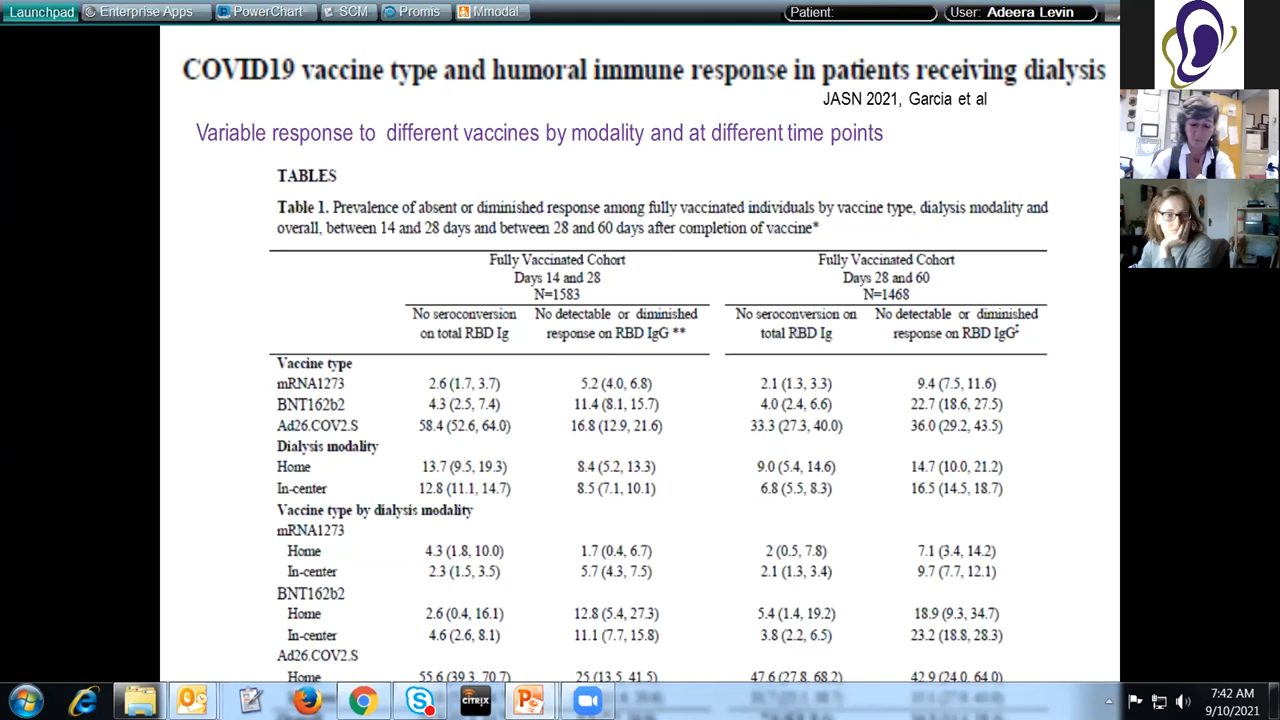 Launchpad Enterprise Apps PowerChart SCM Promis Mmodal Patient: User: Adeera Levin
COVID19 vaccine type and humoral immune response in patients receiving dialysis
JASN 2021, Garcia et al
Variable response to different vaccines by modality and at different time points
TABLES
Table 1. Prevalence of absent or diminished response among fully vaccinated individuals by vaccine type, dialysis modality and
overall, between 14 and 28 days and between 28 and 60 days after completion of vaccine*
Fully Vaccinated Cohort Fully Vaccinated Cohort
Days 14 and 28 Days 28 and 60
N=1583 N=1468
No seroconversion No detectable or diminished No seroconversion on No detectable or diminished
on total RBD Ig response on RBD IgG ** total RBD Ig response on RBD IgG
Vaccine type
mRNA1273 2.6 (1.7, 3.7) 5.2 (4.0, 6.8) 2.1 (1.3, 3.3) 9.4 (7.5, 11.6)
BNT162b2 4.3 (2.5, 7.4) 11.4 (8.1, 15.7) 4.0 (2.4, 6.6) 22.7 (18.6, 27.5)
Ad26.COV2.S 58.4 (52.6, 64.0) 16.8 (12.9, 21.6) 33.3 (27.3, 40.0) 36.0 (29.2, 43.5)
Dialysis modality
Home 13.7 (9.5, 19.3) 8.4 (5.2, 13.3) 9.0 (5.4, 14.6) 14.7 (10.0, 21.2)
In-center 12.8 (11.1, 14.7) 8.5 (7.1, 10.1) 6.8 (5.5, 8.3) 16.5 (14.5, 18.7)
Vaccine type by dialysis modality
mRNA1273
Home 4.3 (1.8, 10.0) 1.7 (0.4, 6.7) 2 (0.5, 7.8) 7.1 (3.4, 14.2)
In-center 2.3 (1.5, 3.5) 5.7 (4.3, 7.5) 2.1 (1.3, 3.4) 9.7 (7.7, 12.1)
BNT162b2
Home 2.6 (0.4, 16.1) 12.8 (5.4, 27.3) 5.4 (1.4, 19.2) 18.9 (9.3, 34.7)
In-center 4.6 (2.6, 8.1) 11.1 (7.7, 15.8) 3.8 (2.2, 6.5) 23.2 (18.8, 28.3)
Ad26.COV2.S
Home 55.6 (39.3, 70.7) 25 (13.5, 41.5) 47.6 (27.8, 68.2) 42.9 (24.0, 64.0)
CITRIX
7:42 AM
9/10/2021